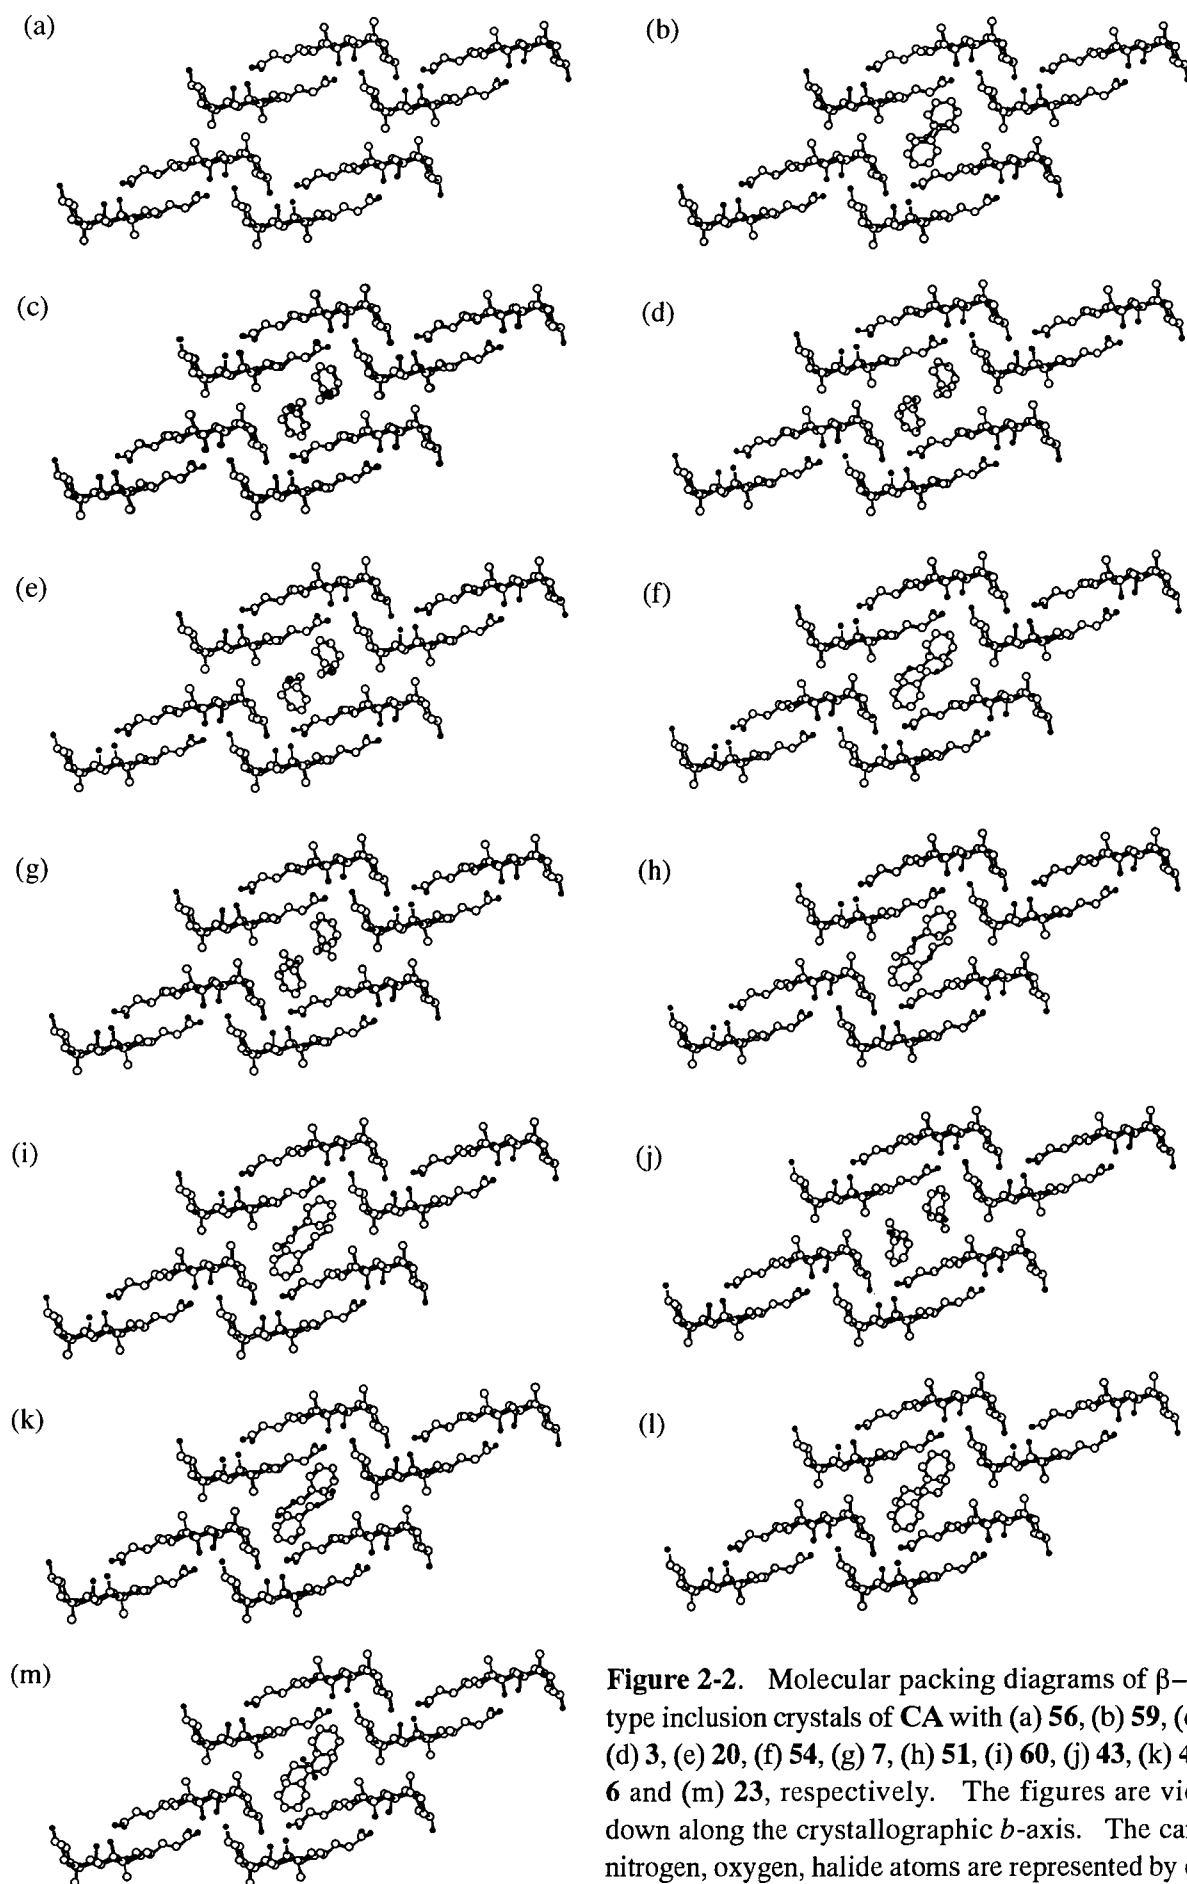 (a)
(b)
(c)
(d)
(e)
(f)
(g)
(h)
(i)
(j)
(k)
(l)
(m)
Figure 2-2. Molecular packing diagrams of β–
type inclusion crystals of CA with (a) 56, (b) 59,
(d) 3, (e) 20, (f) 54, (g) 7, (h) 51, (i) 60, (j) 43, (k)
6 and (m) 23, respectively. The figures are
down along the crystallographic b-axis. The
nitrogen, oxygen, halide atoms are represented by